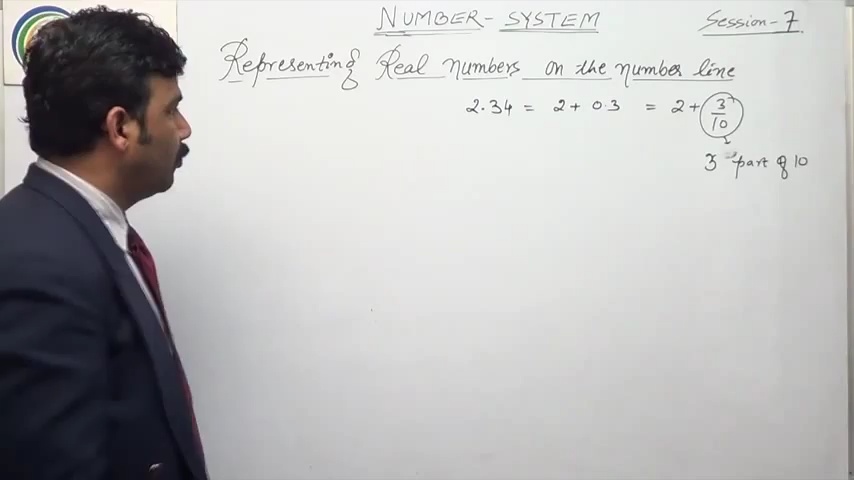 NUMBER-SYSTEM
Session-7
Representing Real numbers on the number line
2.34 = 2+ 0.3 = 2+ 3/10
3 part of 10